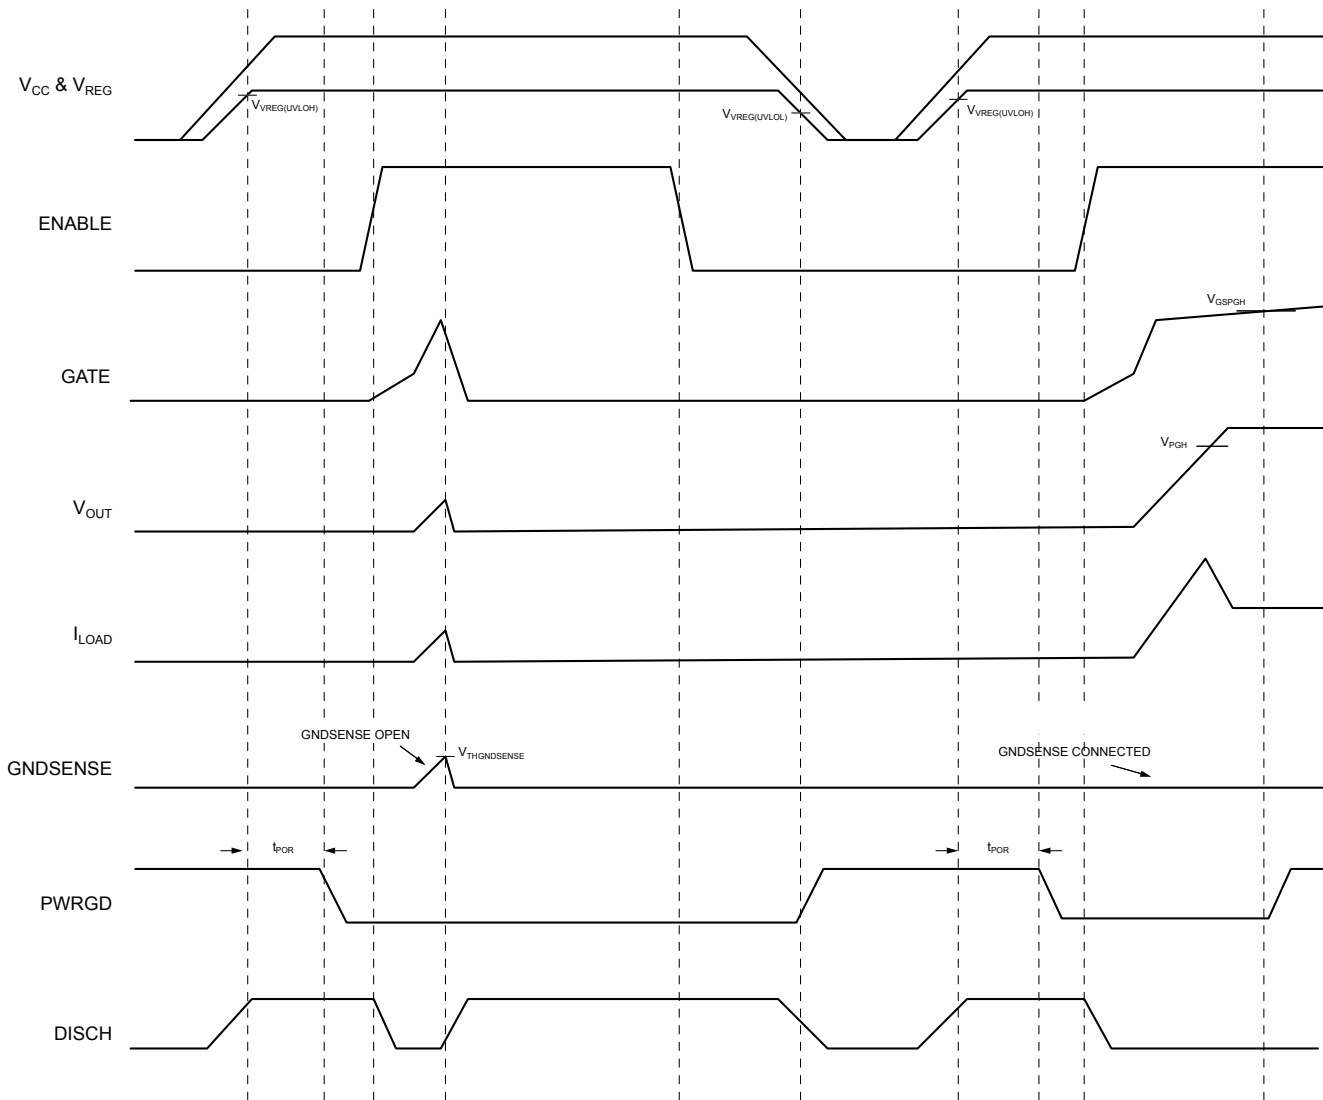 V_CC & V_REG
V_VREG(UVLOH)
V_VREG(UVLOL)
V_VREG(UVLOH)
ENABLE
V_GSPGH
GATE
V_PGH
V_OUT
I_LOAD
GNDSENSE OPEN
V_THGNDSENSE
GNDSENSE CONNECTED
GNDSENSE
t_POR
t_POR
PWRGD
DISCH